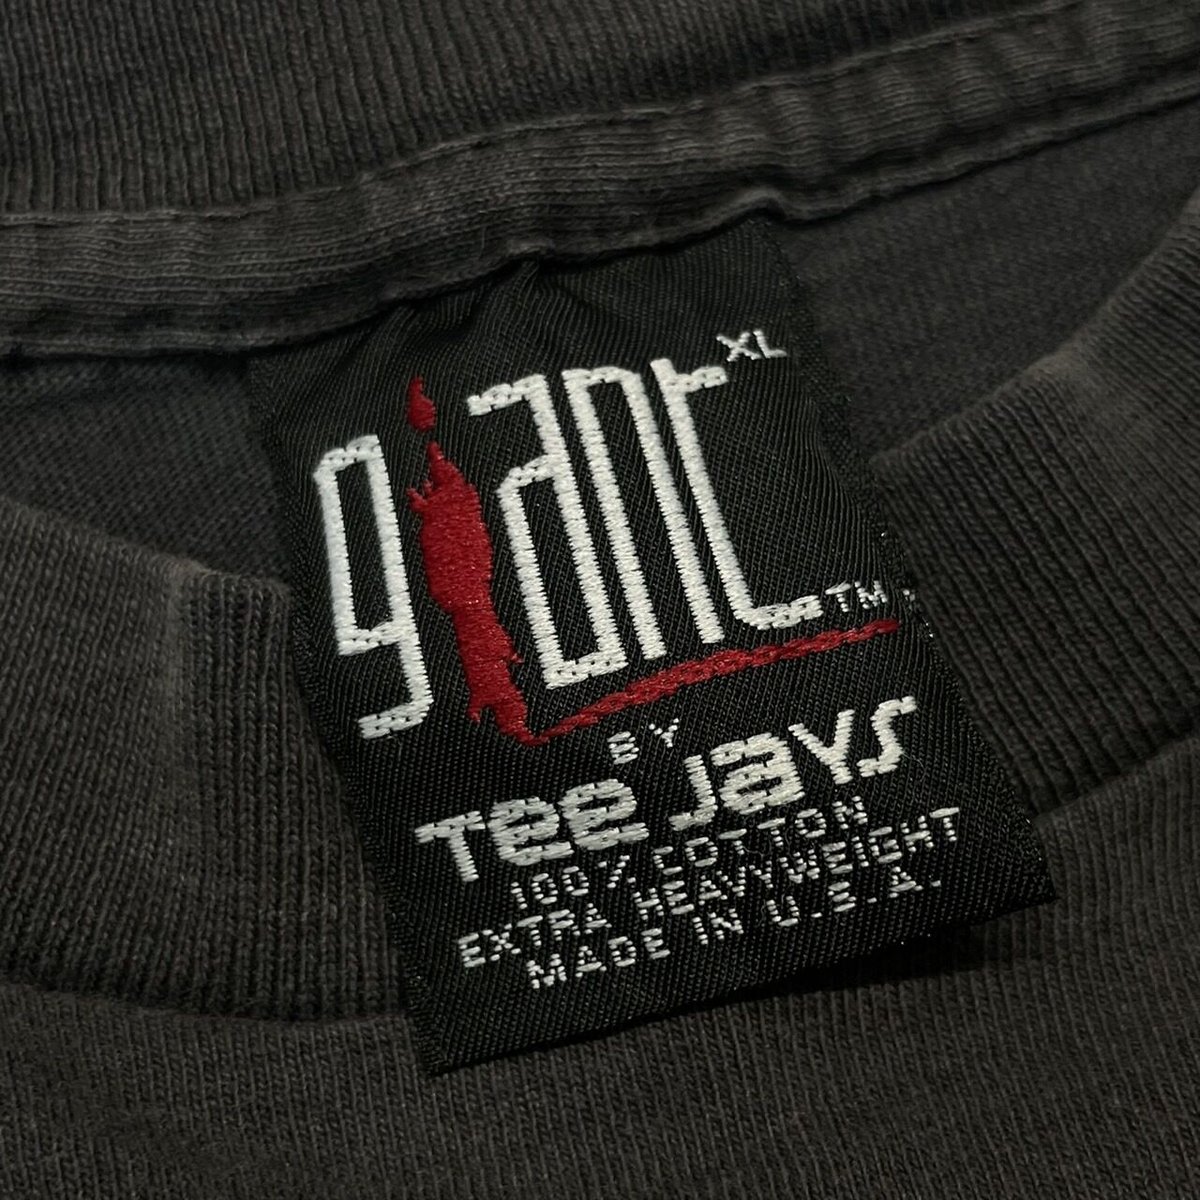 giant XL
TM
BY
Tee Jays
100% COTTON
EXTRA HEAVYWEIGHT
MADE IN U.S.A.